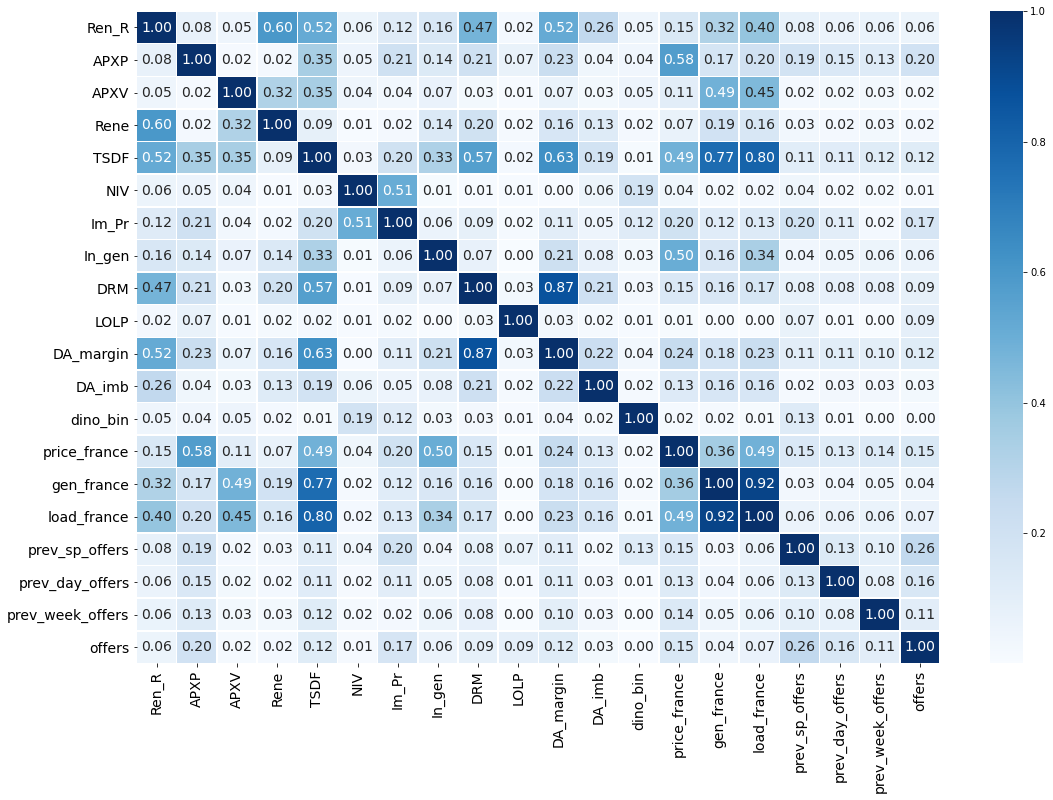 Ren_R 1.00 0.08 0.05 0.60 0.52 0.06 0.12 0.16 0.47 0.02 0.52 0.26 0.05 0.15 0.32 0.40 0.08 0.06 0.06 0.06
APXP 0.08 1.00 0.02 0.02 0.35 0.05 0.21 0.14 0.21 0.07 0.23 0.04 0.04 0.58 0.17 0.20 0.19 0.15 0.13 0.20
APXV 0.05 0.02 1.00 0.32 0.35 0.04 0.04 0.07 0.03 0.01 0.07 0.03 0.05 0.11 0.49 0.45 0.02 0.02 0.03 0.02
Rene 0.60 0.02 0.32 1.00 0.09 0.01 0.02 0.14 0.20 0.02 0.16 0.13 0.02 0.07 0.19 0.16 0.03 0.02 0.03 0.02
TSDF 0.52 0.35 0.35 0.09 1.00 0.03 0.20 0.33 0.57 0.02 0.63 0.19 0.01 0.49 0.77 0.80 0.11 0.11 0.12 0.12
NIV 0.06 0.05 0.04 0.01 0.03 1.00 0.51 0.01 0.01 0.01 0.00 0.06 0.19 0.04 0.02 0.02 0.04 0.02 0.02 0.01
Im_Pr 0.12 0.21 0.04 0.02 0.20 0.51 1.00 0.06 0.09 0.02 0.11 0.05 0.12 0.20 0.12 0.13 0.20 0.11 0.02 0.17
In_gen 0.16 0.14 0.07 0.14 0.33 0.01 0.06 1.00 0.07 0.00 0.21 0.08 0.03 0.50 0.16 0.34 0.04 0.05 0.06 0.06
DRM 0.47 0.21 0.03 0.20 0.57 0.01 0.09 0.07 1.00 0.03 0.87 0.21 0.03 0.15 0.16 0.17 0.08 0.08 0.08 0.09
LOLP 0.02 0.07 0.01 0.02 0.02 0.01 0.02 0.00 0.03 1.00 0.03 0.02 0.01 0.01 0.00 0.00 0.07 0.01 0.00 0.09
DA_margin 0.52 0.23 0.07 0.16 0.63 0.00 0.11 0.21 0.87 0.03 1.00 0.22 0.04 0.24 0.18 0.23 0.11 0.11 0.10 0.12
DA_imb 0.26 0.04 0.03 0.13 0.19 0.06 0.05 0.08 0.21 0.02 0.22 1.00 0.02 0.13 0.16 0.16 0.02 0.03 0.03 0.03
dino_bin 0.05 0.04 0.05 0.02 0.01 0.19 0.12 0.03 0.03 0.01 0.04 0.02 1.00 0.02 0.02 0.01 0.13 0.01 0.00 0.00
price_france 0.15 0.58 0.11 0.07 0.49 0.04 0.20 0.50 0.15 0.01 0.24 0.13 0.02 1.00 0.36 0.49 0.15 0.13 0.14 0.15
gen_france 0.32 0.17 0.49 0.19 0.77 0.02 0.12 0.16 0.16 0.00 0.18 0.16 0.02 0.36 1.00 0.92 0.03 0.04 0.05 0.04
load_france 0.40 0.20 0.45 0.16 0.80 0.02 0.13 0.34 0.17 0.00 0.23 0.16 0.01 0.49 0.92 1.00 0.06 0.06 0.06 0.07
prev_sp_offers 0.08 0.19 0.02 0.03 0.11 0.04 0.20 0.04 0.08 0.07 0.11 0.02 0.13 0.15 0.03 0.06 1.00 0.13 0.10 0.26
prev_day_offers 0.06 0.15 0.02 0.02 0.11 0.02 0.11 0.05 0.08 0.01 0.11 0.03 0.01 0.13 0.04 0.06 0.13 1.00 0.08 0.16
prev_week_offers 0.06 0.13 0.03 0.03 0.12 0.02 0.02 0.06 0.08 0.00 0.10 0.03 0.00 0.14 0.05 0.06 0.10 0.08 1.00 0.11
offers 0.06 0.20 0.02 0.02 0.12 0.01 0.17 0.06 0.09 0.09 0.12 0.03 0.00 0.15 0.04 0.07 0.26 0.16 0.11 1.00
Ren_R APXP APXV Rene TSDF NIV Im_Pr In_gen DRM LOLP DA_margin DA_imb dino_bin price_france gen_france load_france prev_sp_offers prev_day_offers prev_week_offers offers
1.0
0.8
0.6
0.4
0.2